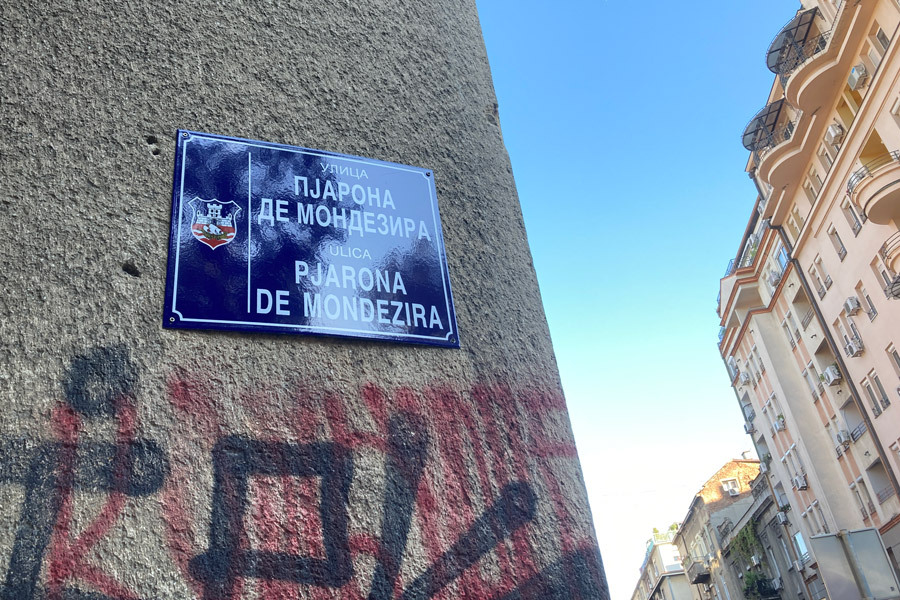 УЛИЦА
ПЈАРОНА
ДЕ МОНДЕЗИРА
ULICA
PJARONA
DE MONDEZIRA